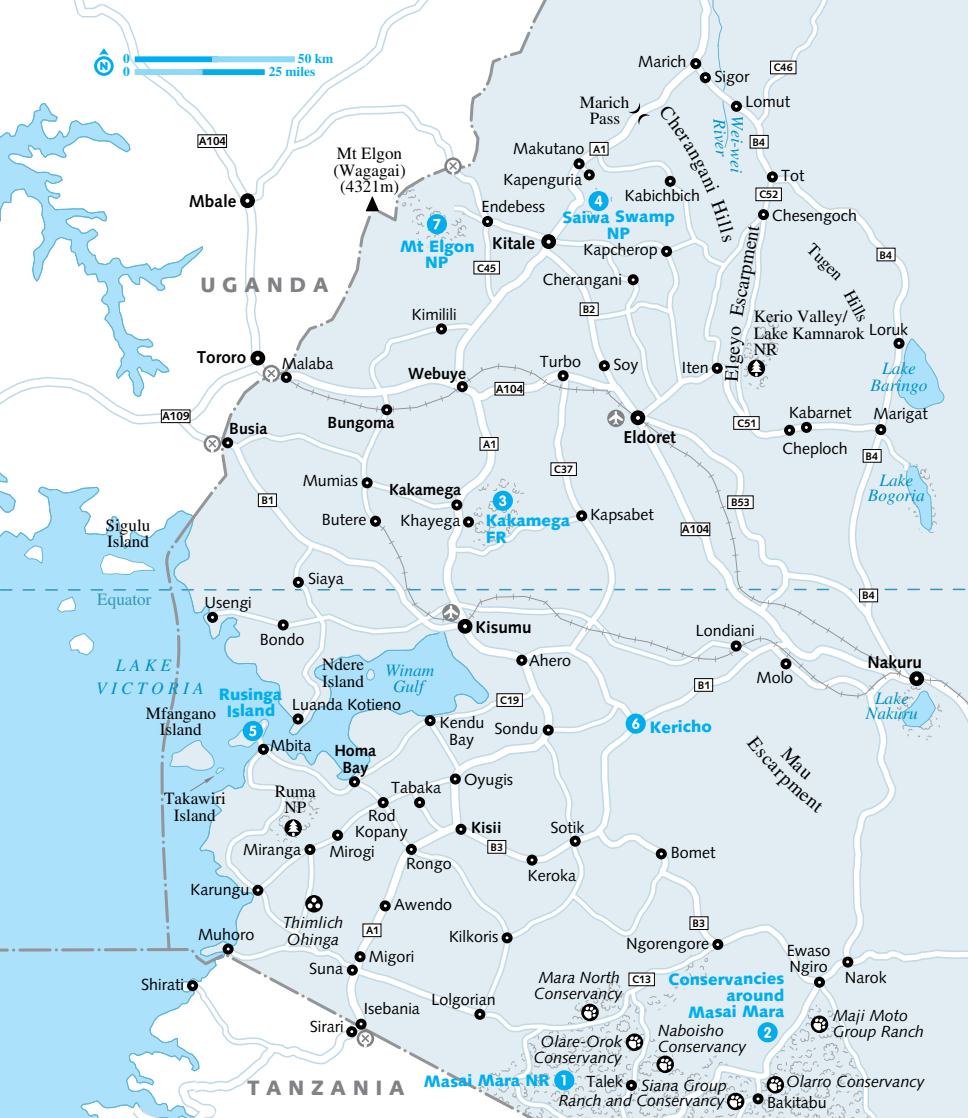 0 50 km
0 25 miles
N
Marich
Sigor
C46
Lomut
Marich
Pass
Cherangani Hills
Wei-wei
River
A104
Mt Elgon
(Wagagai)
(4321m)
Makutano
A1
B4
Kapenguria
Kabichbich
Tot
Mbale
4
Saiwa Swamp
NP
C52
Chesengoch
Endebess
7
Mt Elgon
NP
Kitale
Kapcherop
Elgeyo Escarpment
Tugen Hills
B4
UGANDA
C45
Cherangani
Kimilili
B2
Kerio Valley/
Lake Kamnarok
NR
Loruk
Tororo
Malaba
Webuye
Turbo
Soy
Iten
Lake
Baringo
A104
A109
Busia
Bungoma
Eldoret
C51
Kabarnet
Cheploch
Marigat
A1
C37
B4
Mumias
Kakamega
3
Kakamega
FR
B1
Butere
Khayega
Kapsabet
B53
A104
Lake
Bogoria
Sigulu
Island
Siaya
Equator
Usengi
Bondo
Kisumu
B4
Londiani
Nakuru
LAKE
VICTORIA
Ndere
Island
Winam
Gulf
Ahero
Molo
B1
Lake
Nakuru
Rusinga
Island
5
Luanda Kotieno
C19
Mfangano
Island
Kendu
Bay
Sondu
6
Kericho
Mbita
Homa
Bay
Mau
Escarpment
Takawiri
Island
Ruma
NP
Tabaka
Oyugis
Rod
Kopany
Kisii
Sotik
Mirogi
Miranga
B3
Rongo
Keroka
Bomet
Karungu
Thimlich
Ohinga
Awendo
A1
B3
Muhoro
Kilkoris
Ngorengore
Ewaso
Ngiro
Migori
Suna
Narok
Shirati
Mara North
Conservancy
C13
Conservancies
around
Masai Mara
2
Lolgorian
Isebania
Sirari
Maji Moto
Group Ranch
Olare-Orok
Conservancy
Naboisho
Conservancy
TANZANIA
Masai Mara NR
1
Talek
Siana Group
Ranch and Conservancy
Olarro Conservancy
Bakitabu